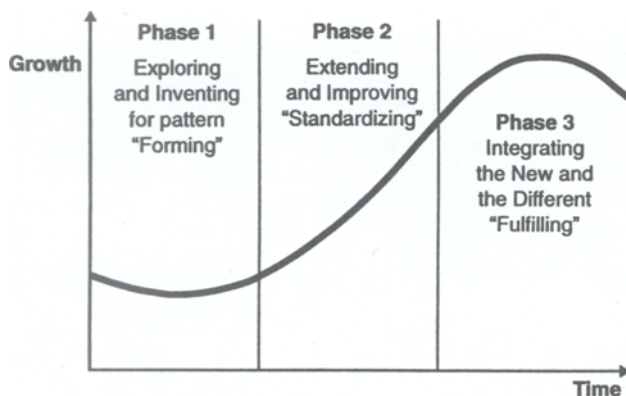 Growth
Phase 1
Exploring
and Inventing
for pattern
“Forming”
Phase 2
Extending
and Improving
“Standardizing”
Phase 3
Integrating
the New and
the Different
“Fulfilling”
Time